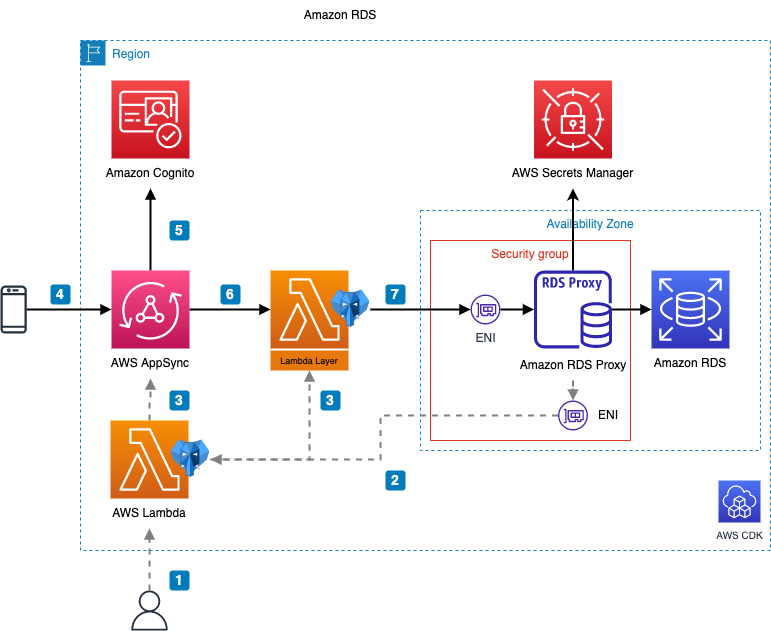 Amazon RDS
Region
Amazon Cognito
AWS Secrets Manager
5
Availability Zone
Security group
4
6
7
RDS Proxy
ENI
AWS AppSync
Lambda Layer
Amazon RDS Proxy
Amazon RDS
3
3
ENI
2
AWS Lambda
AWS CDK
1